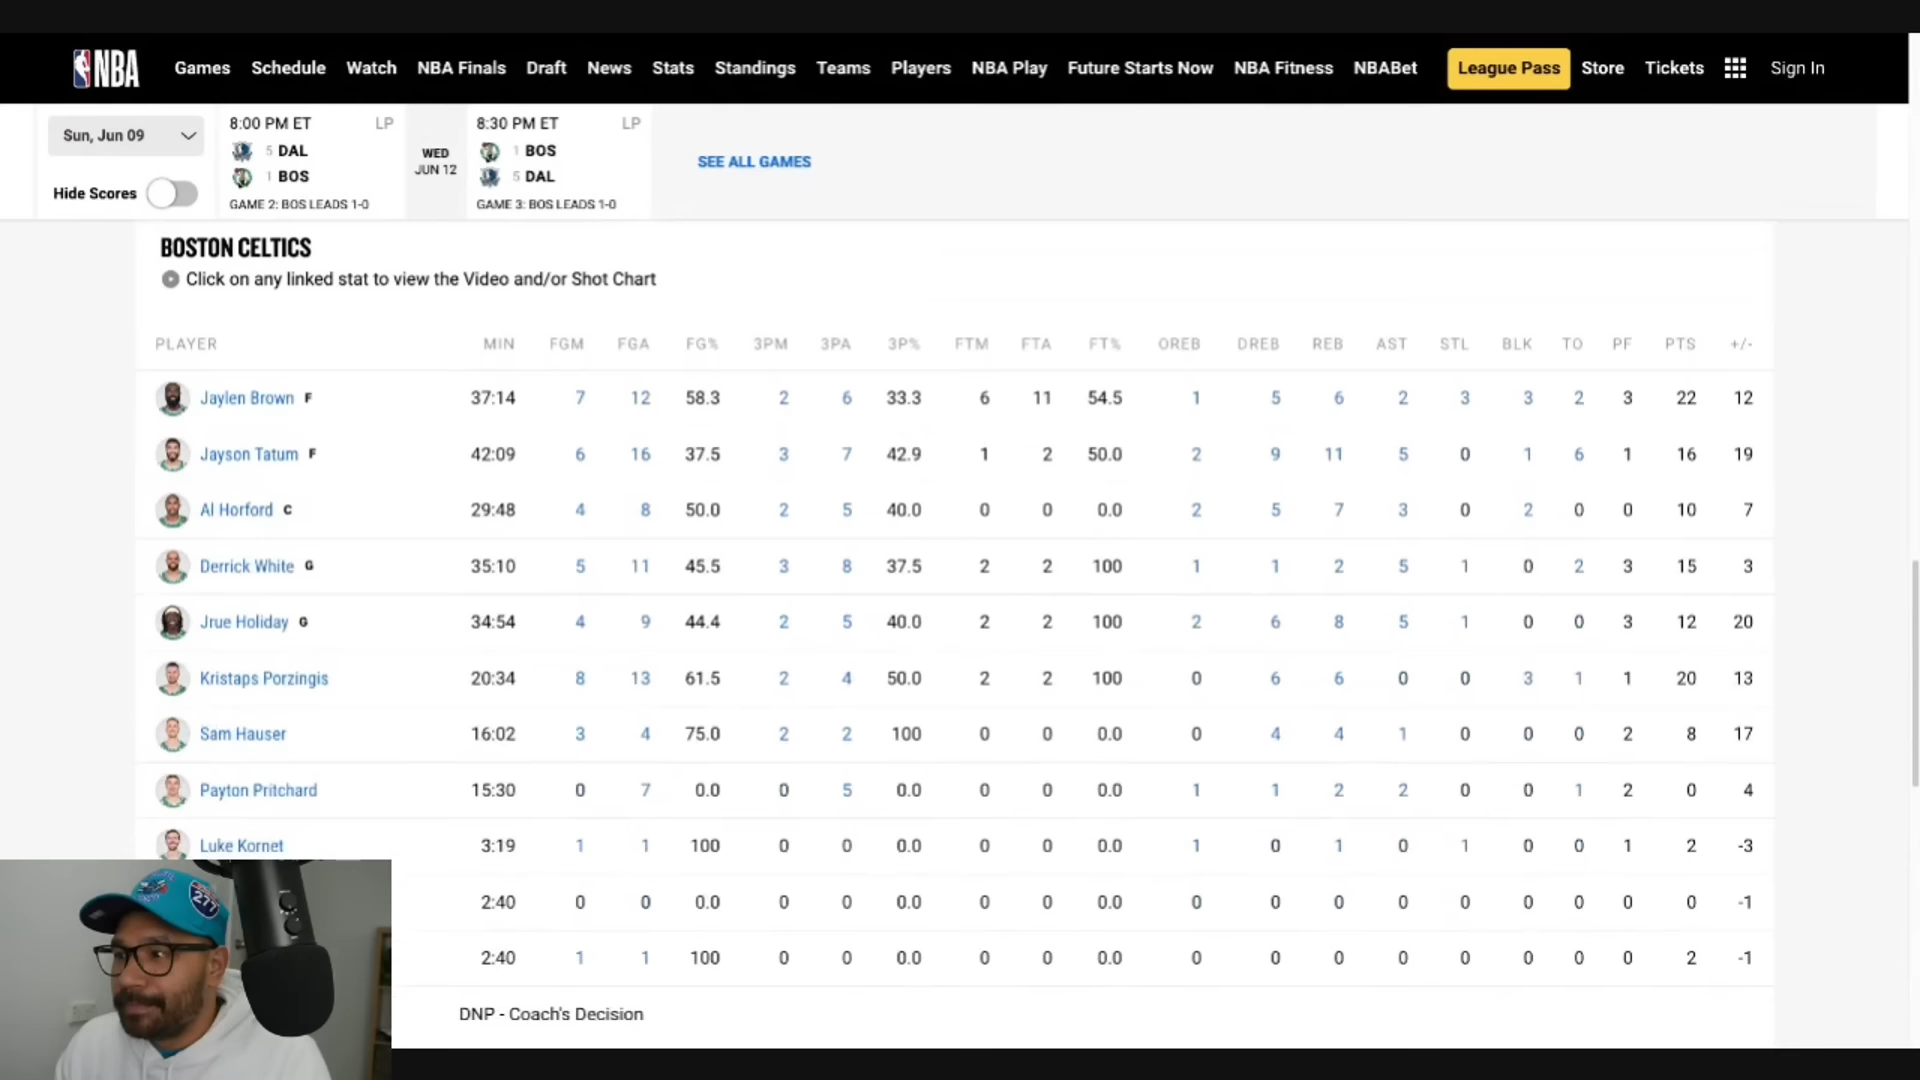 NBA Games Schedule Watch NBA Finals Draft News Stats Standings Teams Players NBA Play Future Starts Now NBA Fitness NBABet League Pass Store Tickets Sign In
Sun, Jun 09
Hide Scores
8:00 PM ET LP
5 DAL
1 BOS
GAME 2: BOS LEADS 1-0
WED
JUN 12
8:30 PM ET LP
1 BOS
5 DAL
GAME 3: BOS LEADS 1-0
SEE ALL GAMES
BOSTON CELTICS
Click on any linked stat to view the Video and/or Shot Chart
PLAYER MIN FGM FGA FG% 3PM 3PA 3P% FTM FTA FT% OREB DREB REB AST STL BLK TO PF PTS +/-
Jaylen Brown F 37:14 7 12 58.3 2 6 33.3 6 11 54.5 1 5 6 2 3 3 2 3 22 12
Jayson Tatum F 42:09 6 16 37.5 3 7 42.9 1 2 50.0 2 9 11 5 0 1 6 1 16 19
Al Horford C 29:48 4 8 50.0 2 5 40.0 0 0 0.0 2 5 7 3 0 2 0 0 10 7
Derrick White G 35:10 5 11 45.5 3 8 37.5 2 2 100 1 1 2 5 1 0 2 3 15 3
Jrue Holiday G 34:54 4 9 44.4 2 5 40.0 2 2 100 2 6 8 5 1 0 0 3 12 20
Kristaps Porzingis 20:34 8 13 61.5 2 4 50.0 2 2 100 0 6 6 0 0 3 1 1 20 13
Sam Hauser 16:02 3 4 75.0 2 2 100 0 0 0.0 0 4 4 1 0 0 0 2 8 17
Payton Pritchard 15:30 0 7 0.0 0 5 0.0 0 0 0.0 1 1 2 2 0 0 1 2 0 4
Luke Kornet 3:19 1 1 100 0 0 0.0 0 0 0.0 1 0 1 0 1 0 0 1 2 -3
2:40 0 0 0.0 0 0 0.0 0 0 0.0 0 0 0 0 0 0 0 0 0 -1
2:40 1 1 100 0 0 0.0 0 0 0.0 0 0 0 0 0 0 0 0 2 -1
DNP - Coach's Decision
277